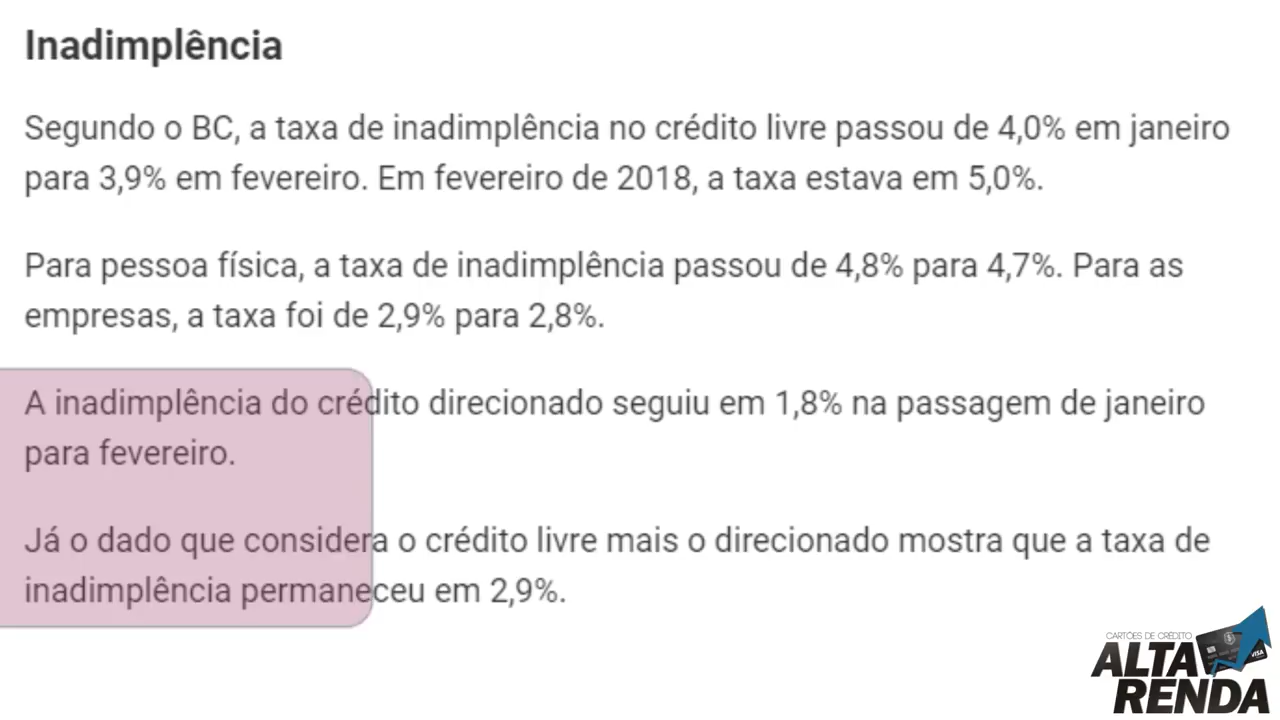 Inadimplência
Segundo o BC, a taxa de inadimplência no crédito livre passou de 4,0% em janeiro
para 3,9% em fevereiro. Em fevereiro de 2018, a taxa estava em 5,0%.
Para pessoa física, a taxa de inadimplência passou de 4,8% para 4,7%. Para as
empresas, a taxa foi de 2,9% para 2,8%.
A inadimplência do crédito direcionado seguiu em 1,8% na passagem de janeiro
para fevereiro.
Já o dado que considera o crédito livre mais o direcionado mostra que a taxa de
inadimplência permaneceu em 2,9%.
CARTÕES DE CRÉDITO
ALTA
VISA
RENDA